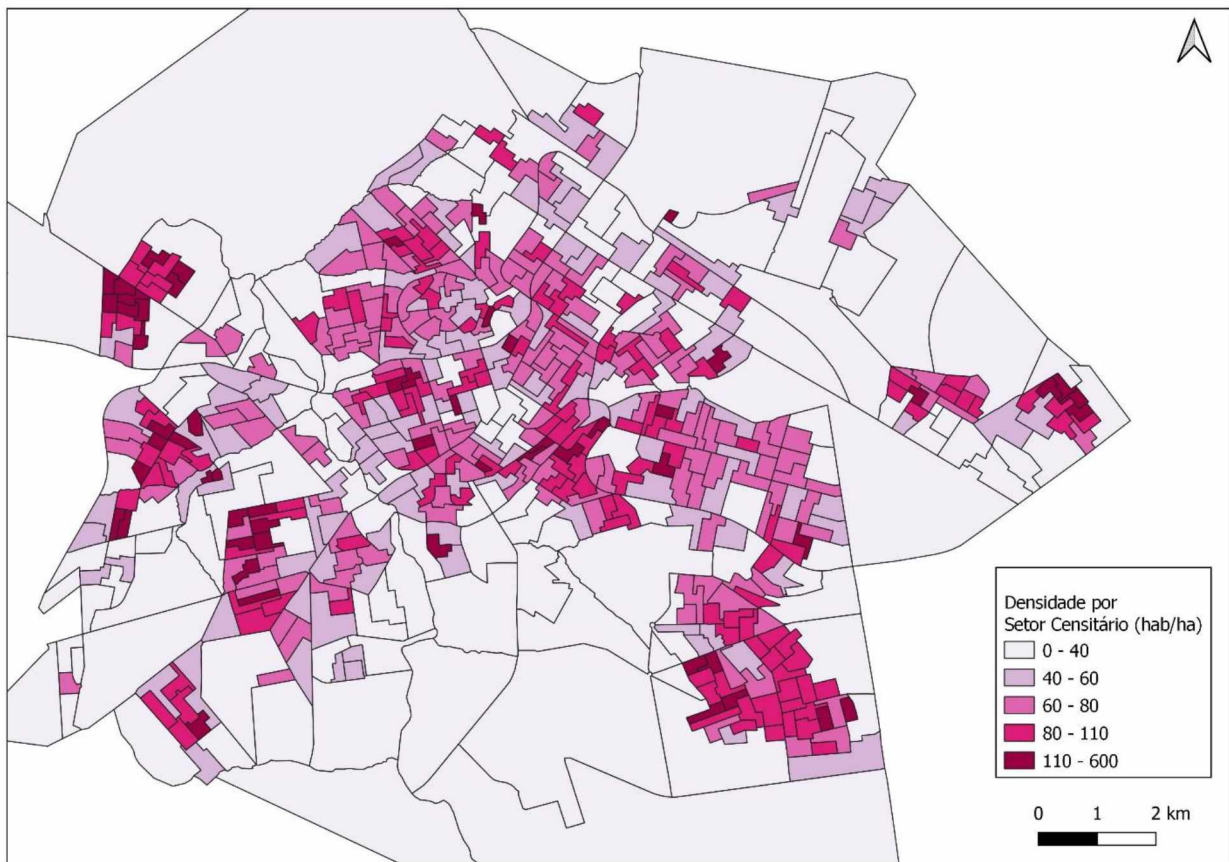 Densidade por
Setor Censitário (hab/ha)
0 - 40
40 - 60
60 - 80
80 - 110
110 - 600
0 1 2 km